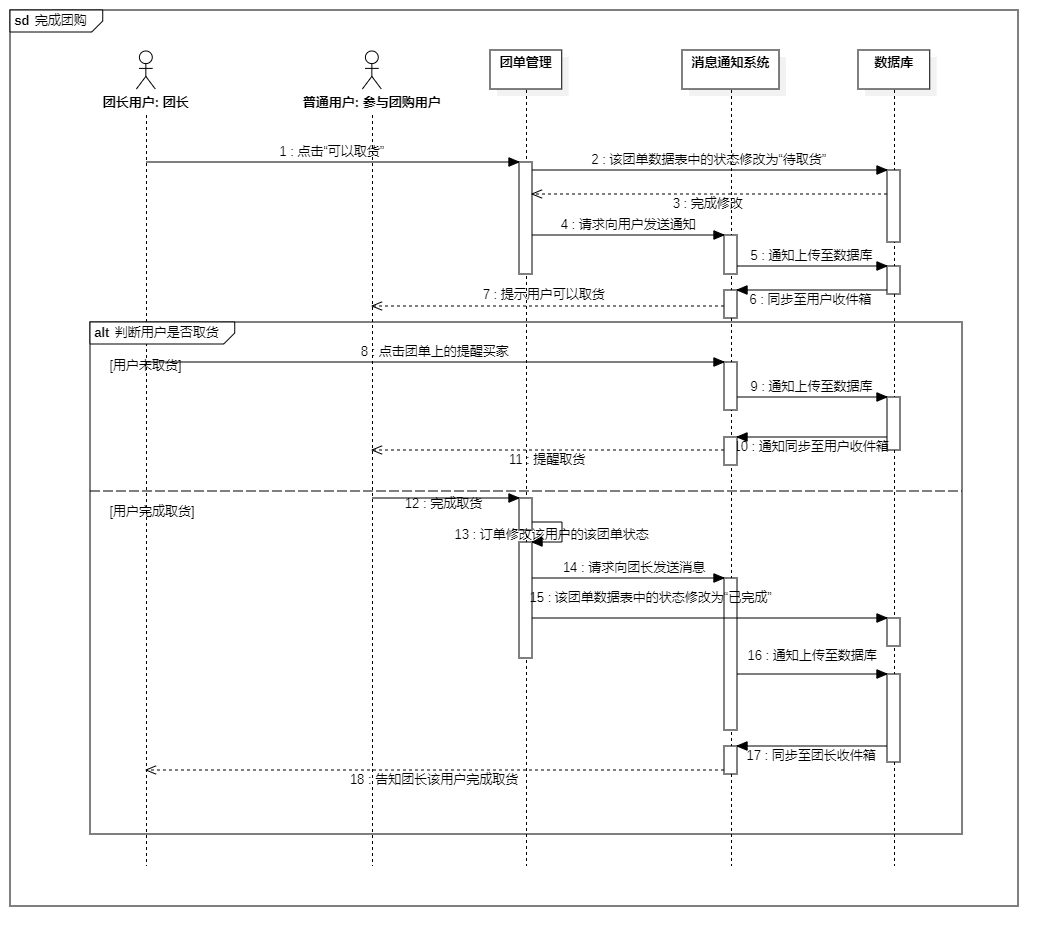 sd 完成团购
团单管理
消息通知系统
数据库
团长用户: 团长
普通用户: 参与团购用户
1 : 点击“可以取货”
2 : 该团单数据表中的状态修改为“待取货”
3 : 完成修改
4 : 请求向用户发送通知
5 : 通知上传至数据库
7 : 提示用户可以取货
6 : 同步至用户收件箱
alt 判断用户是否取货
8 : 点击团单上的提醒买家
[用户未取货]
9 : 通知上传至数据库
10 : 通知同步至用户收件箱
11 : 提醒取货
12 : 完成取货
[用户完成取货]
13 : 订单修改该用户的该团单状态
14 : 请求向团长发送消息
15 : 该团单数据表中的状态修改为“已完成”
16 : 通知上传至数据库
17 : 同步至团长收件箱
18 : 告知团长该用户完成取货